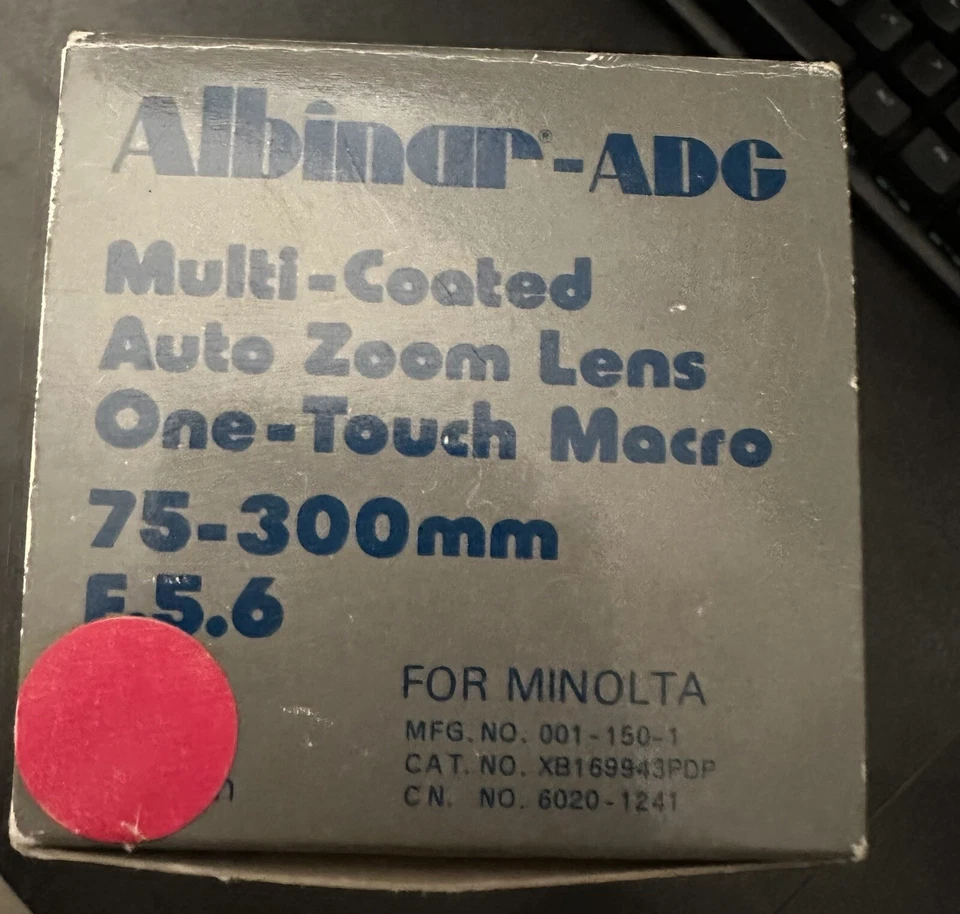 Albinar®-ADG
Multi-Coated
Auto Zoom Lens
One-Touch Macro
75-300mm
F.5.6
FOR MINOLTA
MFG. NO. 001-150-1
CAT. NO. XB169943PDP
CN. NO. 6020-1241